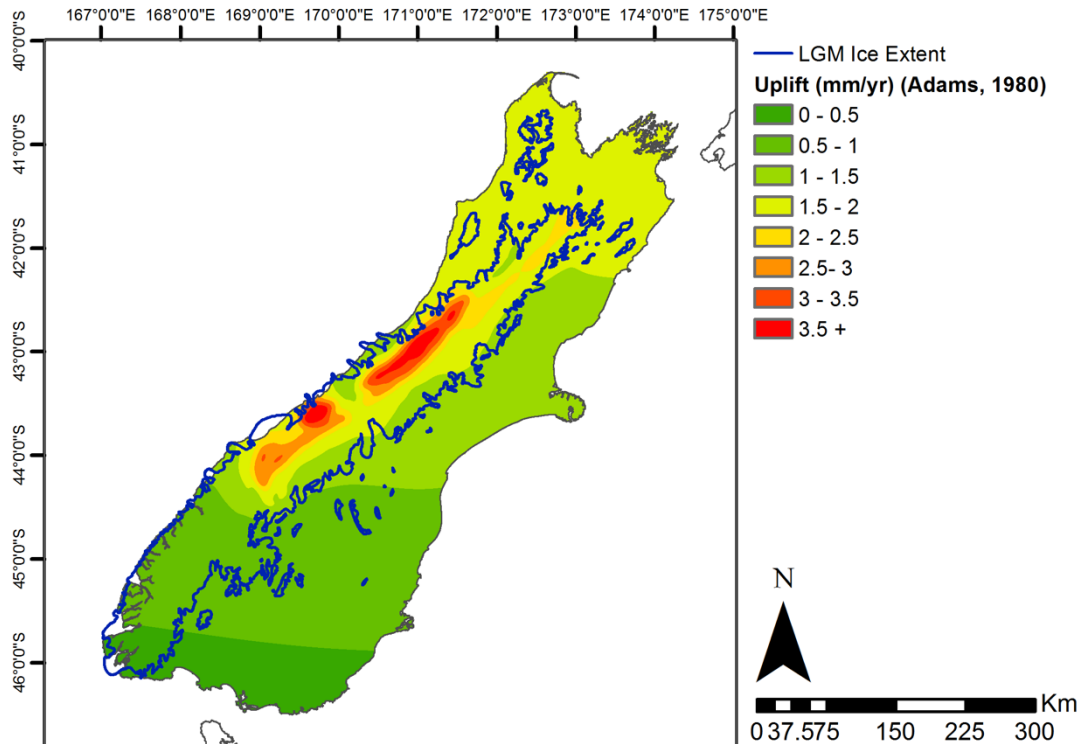 167°0'0"E 168°0'0"E 169°0'0"E 170°0'0"E 171°0'0"E 172°0'0"E 173°0'0"E 174°0'0"E 175°0'0"E
40°0'0"S
41°0'0"S
42°0'0"S
43°0'0"S
44°0'0"S
45°0'0"S
46°0'0"S
LGM Ice Extent
Uplift (mm/yr) (Adams, 1980)
0 - 0.5
0.5 - 1
1 - 1.5
1.5 - 2
2 - 2.5
2.5- 3
3 - 3.5
3.5 +
N
Km
0 37.575 150 225 300